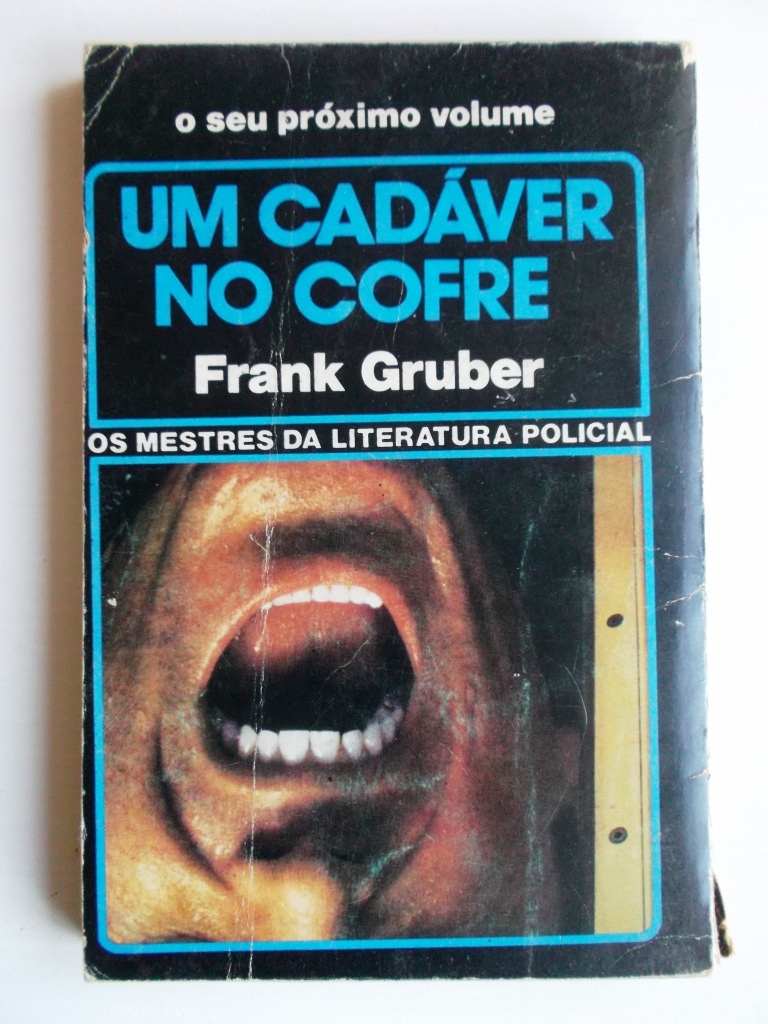 o seu próximo volume
UM CADÁVER
NO COFRE
Frank Gruber
OS MESTRES DA LITERATURA POLICIAL